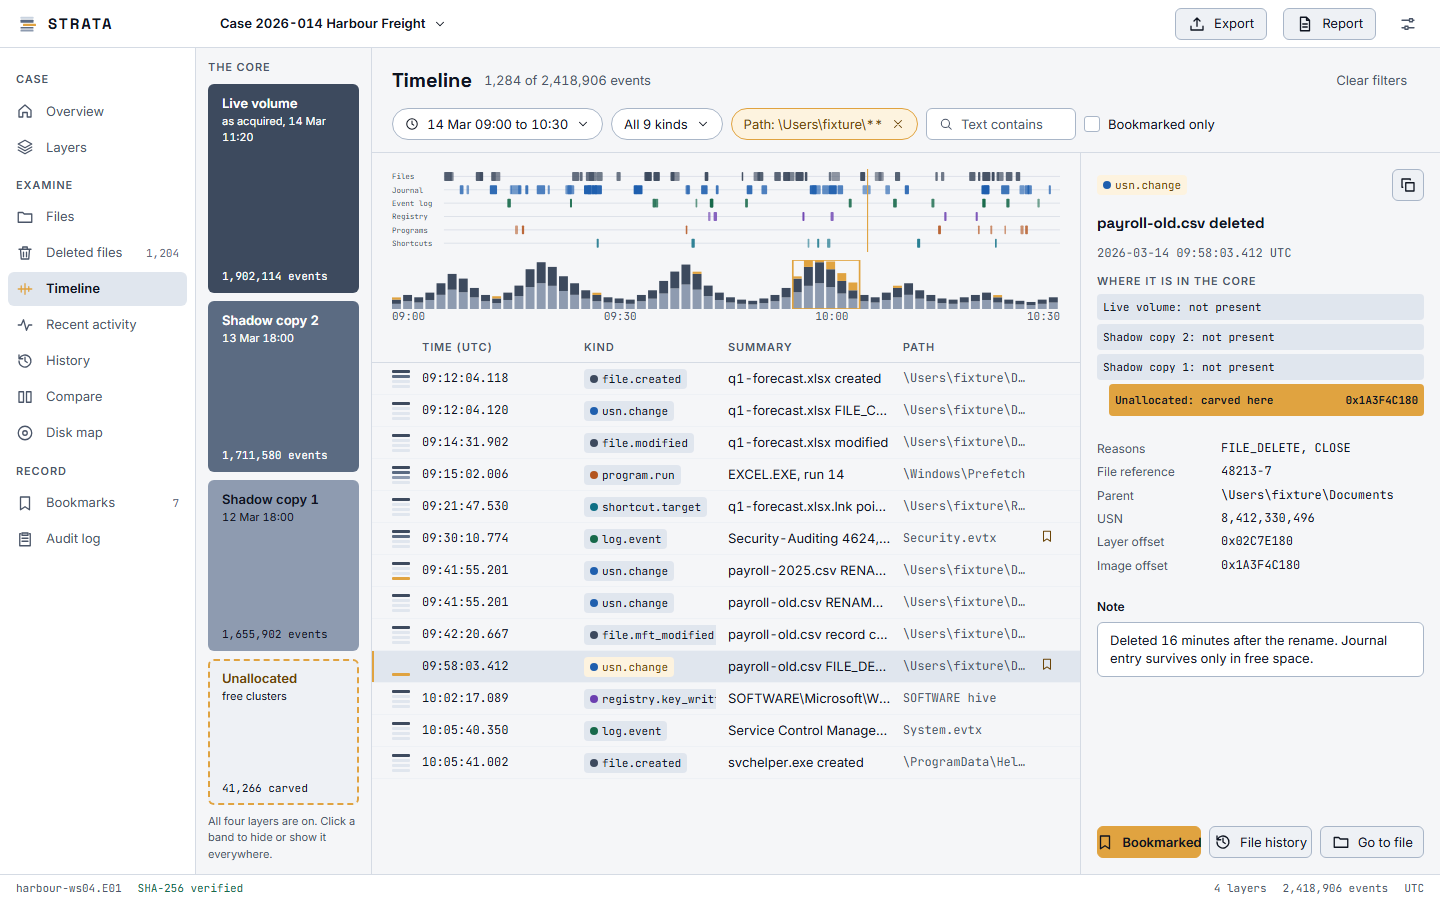 STRATA
Case 2026-014 Harbour Freight
Export
Report
CASE
Overview
Layers
EXAMINE
Files
Deleted files 1,204
Timeline
Recent activity
History
Compare
Disk map
RECORD
Bookmarks 7
Audit log
THE CORE
Live volume
as acquired, 14 Mar
11:20
1,902,114 events
Shadow copy 2
13 Mar 18:00
1,711,580 events
Shadow copy 1
12 Mar 18:00
1,655,902 events
Unallocated
free clusters
41,266 carved
All four layers are on. Click a
band to hide or show it
everywhere.
Timeline 1,284 of 2,418,906 events
Clear filters
14 Mar 09:00 to 10:30
All 9 kinds
Path: \Users\fixture\**
Text contains
Bookmarked only
Files
Journal
Event log
Registry
Programs
Shortcuts
09:00 09:30 10:00 10:30
TIME (UTC) KIND SUMMARY PATH
09:12:04.118 file.created q1-forecast.xlsx created \Users\fixture\D…
09:12:04.120 usn.change q1-forecast.xlsx FILE_C… \Users\fixture\D…
09:14:31.902 file.modified q1-forecast.xlsx modified \Users\fixture\D…
09:15:02.006 program.run EXCEL.EXE, run 14 \Windows\Prefetch
09:21:47.530 shortcut.target q1-forecast.xlsx.lnk poi… \Users\fixture\R…
09:30:10.774 log.event Security-Auditing 4624,… Security.evtx
09:41:55.201 usn.change payroll-2025.csv RENA… \Users\fixture\D…
09:41:55.201 usn.change payroll-old.csv RENAM… \Users\fixture\D…
09:42:20.667 file.mft_modified payroll-old.csv record c… \Users\fixture\D…
09:58:03.412 usn.change payroll-old.csv FILE_DE… \Users\fixture\D…
10:02:17.089 registry.key_writ SOFTWARE\Microsoft\W… SOFTWARE hive
10:05:40.350 log.event Service Control Manage… System.evtx
10:05:41.002 file.created svchelper.exe created \ProgramData\Hel…
usn.change
payroll-old.csv deleted
2026-03-14 09:58:03.412 UTC
WHERE IT IS IN THE CORE
Live volume: not present
Shadow copy 2: not present
Shadow copy 1: not present
Unallocated: carved here 0x1A3F4C180
Reasons FILE_DELETE, CLOSE
File reference 48213-7
Parent \Users\fixture\Documents
USN 8,412,330,496
Layer offset 0x02C7E180
Image offset 0x1A3F4C180
Note
Deleted 16 minutes after the rename. Journal
entry survives only in free space.
Bookmarked
File history
Go to file
harbour-ws04.E01 SHA-256 verified
4 layers 2,418,906 events UTC